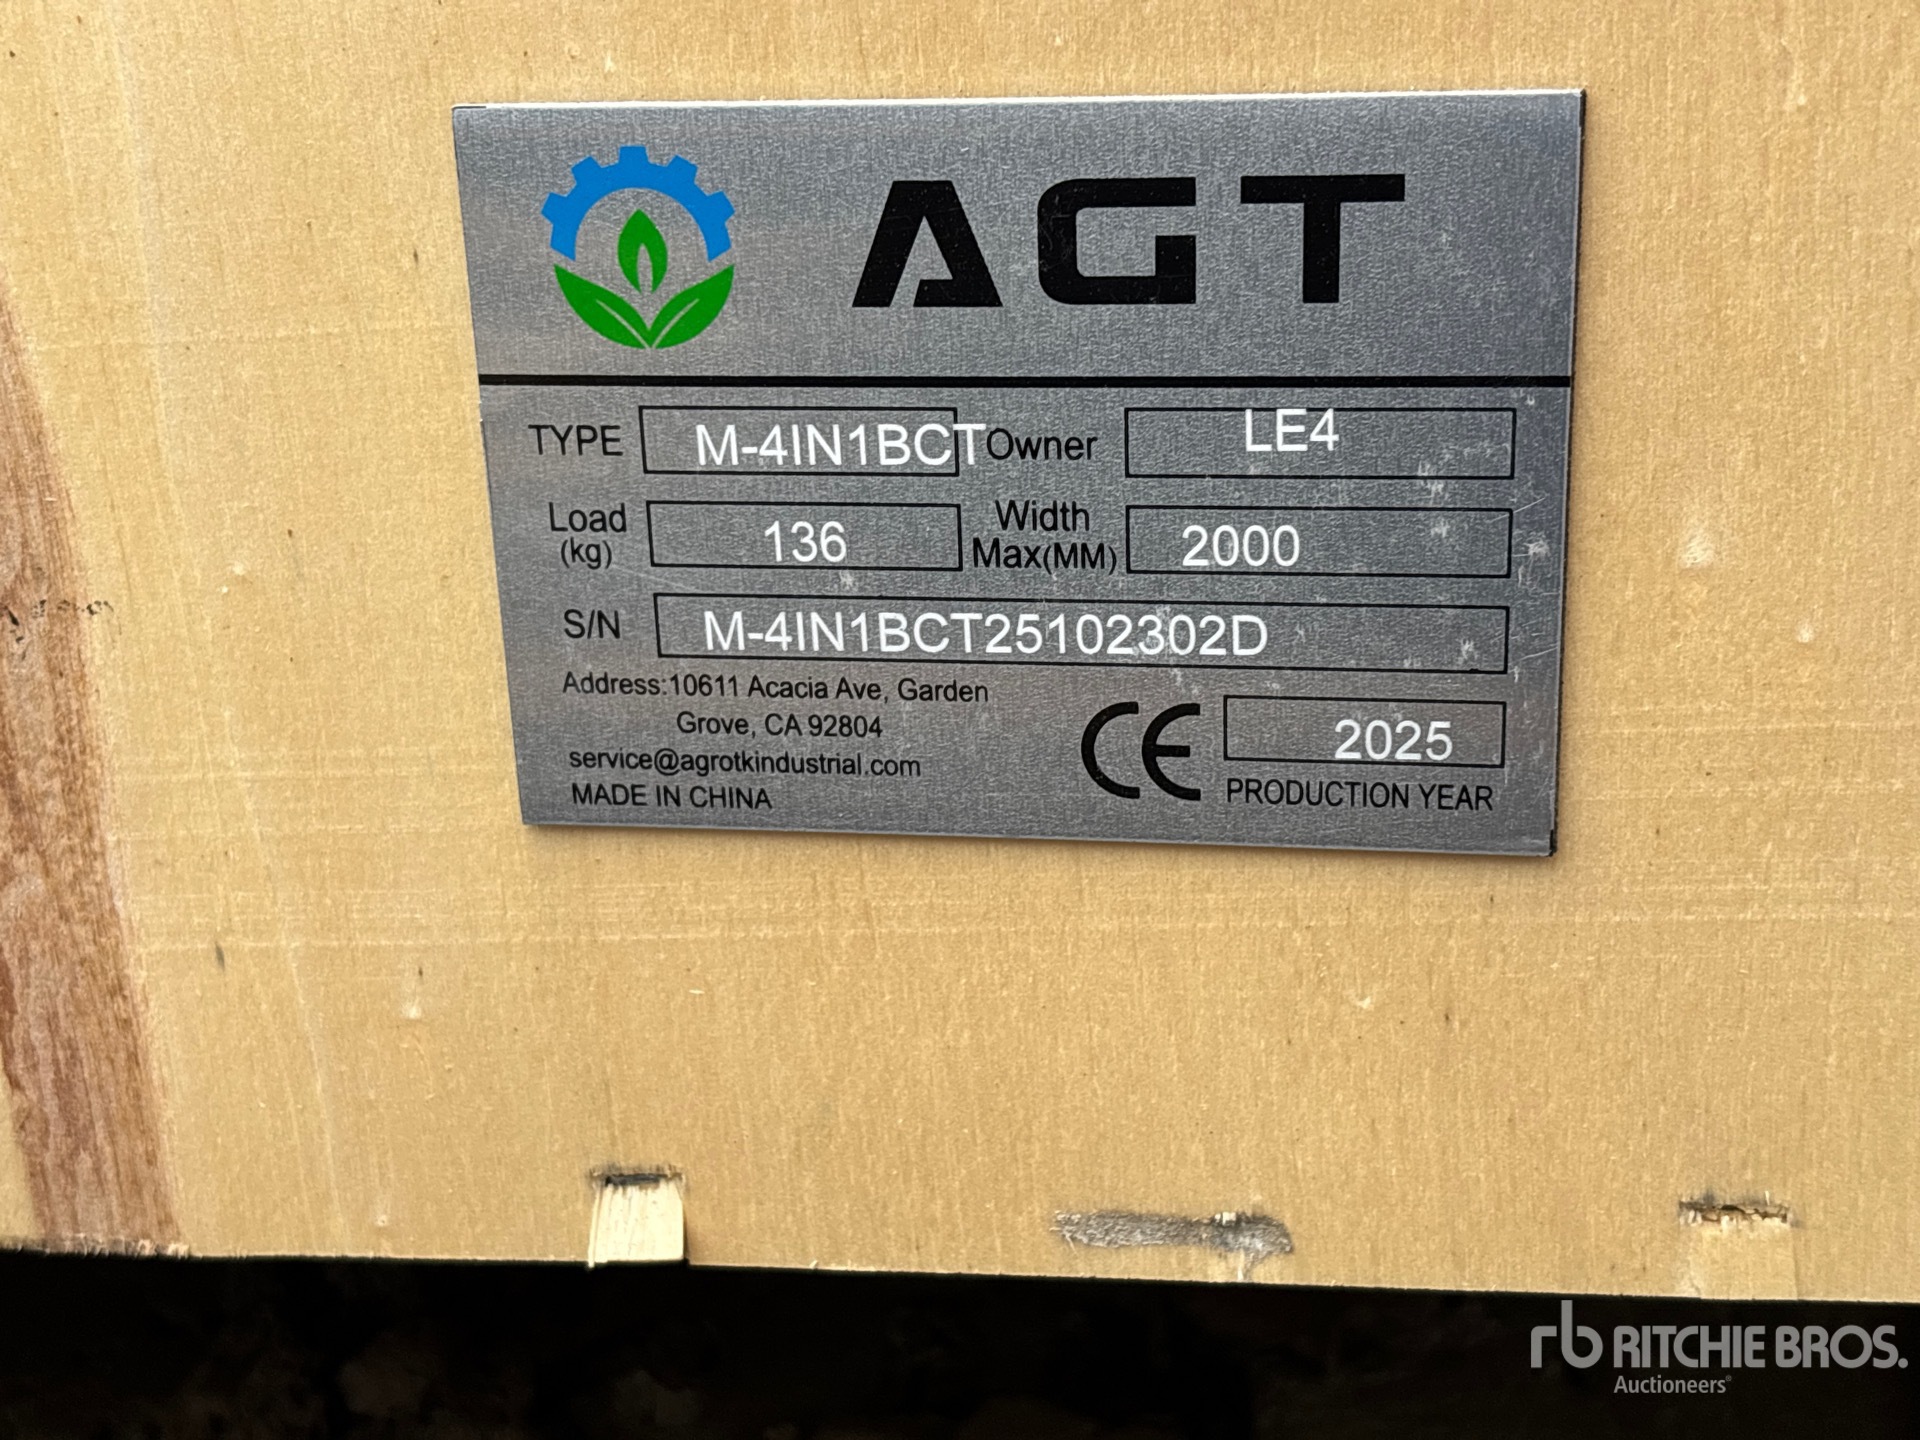 AGT
TYPE M-4IN1BCT Owner LE4
Load (kg) 136 Width Max(MM) 2000
S/N M-4IN1BCT25102302D
Address:10611 Acacia Ave, Garden
Grove, CA 92804
service@agrotkindustrial.com
MADE IN CHINA
CE 2025
PRODUCTION YEAR
rb RITCHIE BROS.
Auctioneers®